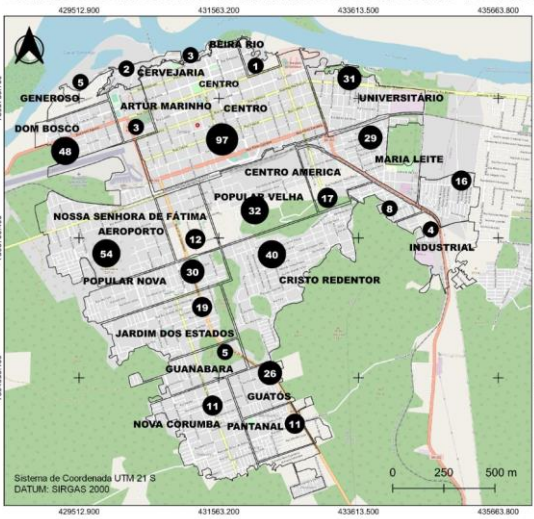 429512.900 431563.200 433613.500 435663.800
BEIRA RIO
3
1
2
CERVEJARIA
5
CENTRO
31
GENEROSO
ARTUR MARINHO
CENTRO
UNIVERSITÁRIO
DOM BOSCO
3
97
29
48
MARIA LEITE
CENTRO AMERICA
16
POPULAR VELHA
17
NOSSA SENHORA DE FÁTIMA
32
8
AEROPORTO
12
4
54
40
INDUSTRIAL
POPULAR NOVA
30
CRISTO REDENTOR
19
JARDIM DOS ESTADOS
5
GUANABARA
26
GUATÓS
11
NOVA CORUMBA
PANTANAL
11
Sistema de Coordenada UTM 21 S
DATUM: SIRGAS 2000
0 250 500 m
429512.900 431563.200 433613.500 435663.800